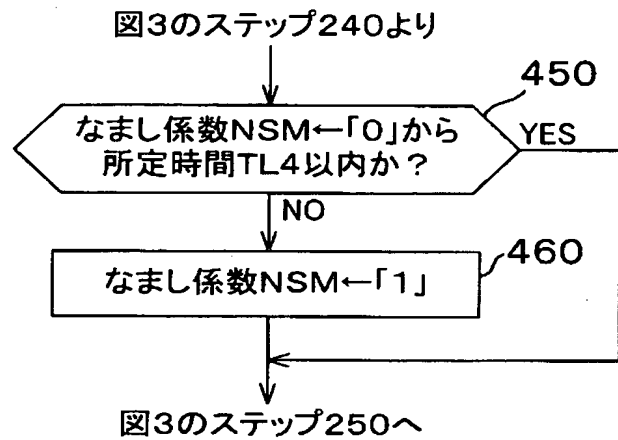 図3のステップ240より
450
なまし係数NSM←「0」から
所定時間TL4以内か？
YES
NO
460
なまし係数NSM←「1」
図3のステップ250へ